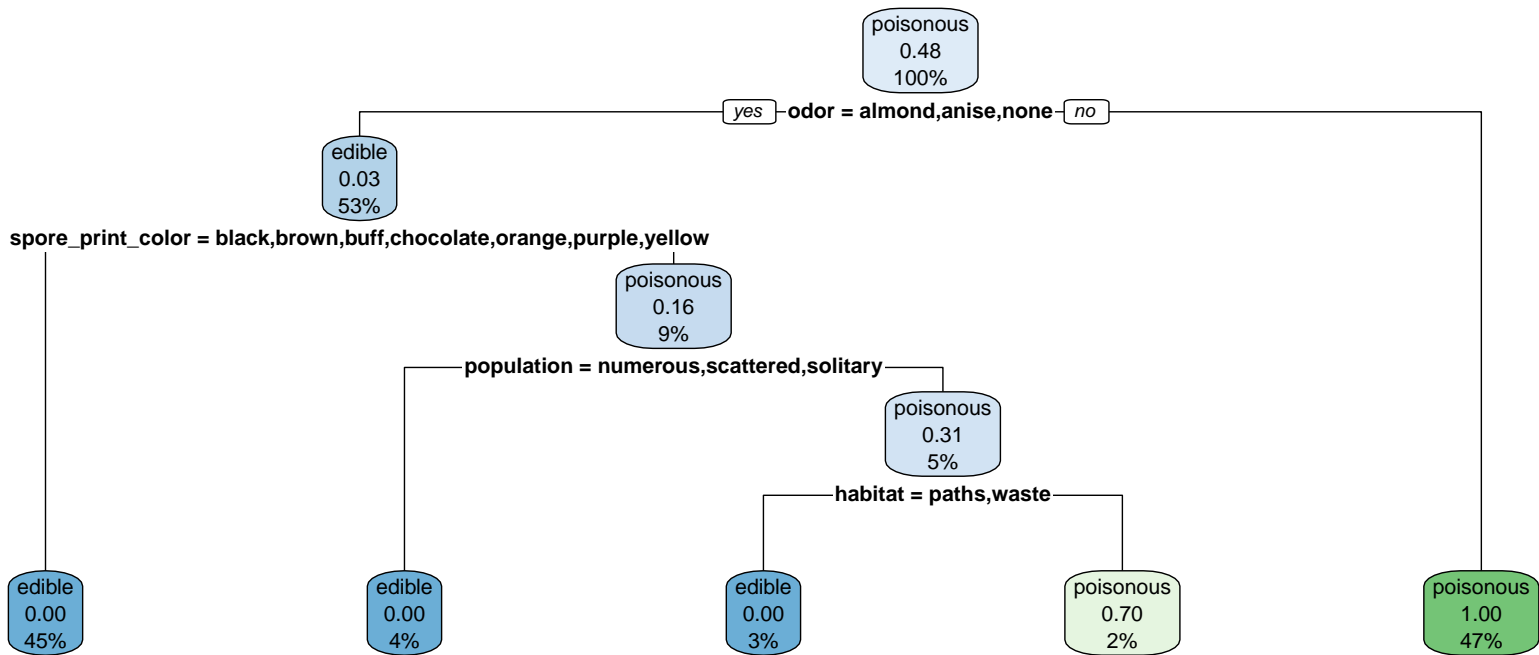 poisonous
0.48
100%
yes odor = almond,anise,none no
edible
0.03
53%
spore_print_color = black,brown,buff,chocolate,orange,purple,yellow
poisonous
0.16
9%
population = numerous,scattered,solitary
poisonous
0.31
5%
habitat = paths,waste
edible
0.00
45%
edible
0.00
4%
edible
0.00
3%
poisonous
0.70
2%
poisonous
1.00
47%